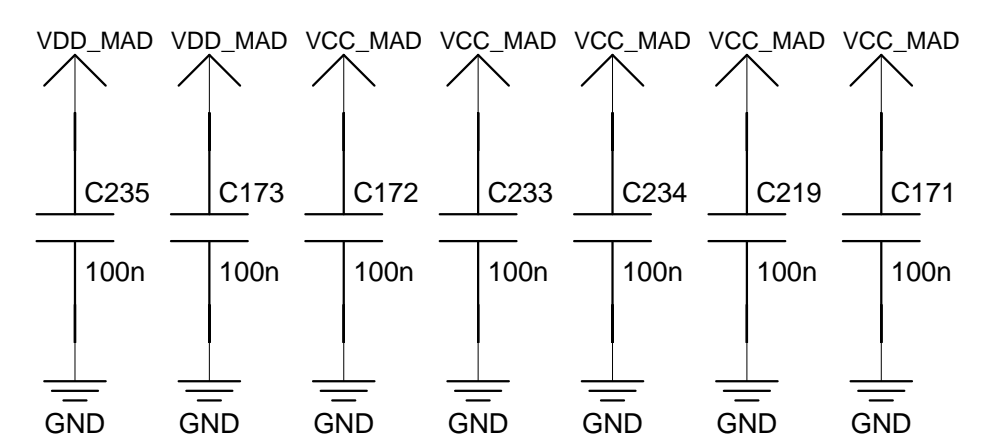 VDD_MAD VDD_MAD VCC_MAD VCC_MAD VCC_MAD VCC_MAD VCC_MAD
C235 C173 C172 C233 C234 C219 C171
100n 100n 100n 100n 100n 100n 100n
GND GND GND GND GND GND GND